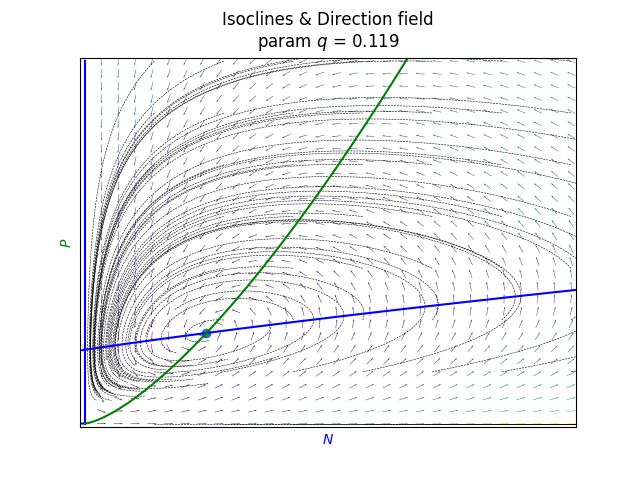 Isoclines & Direction field
param q = 0.119
P
N